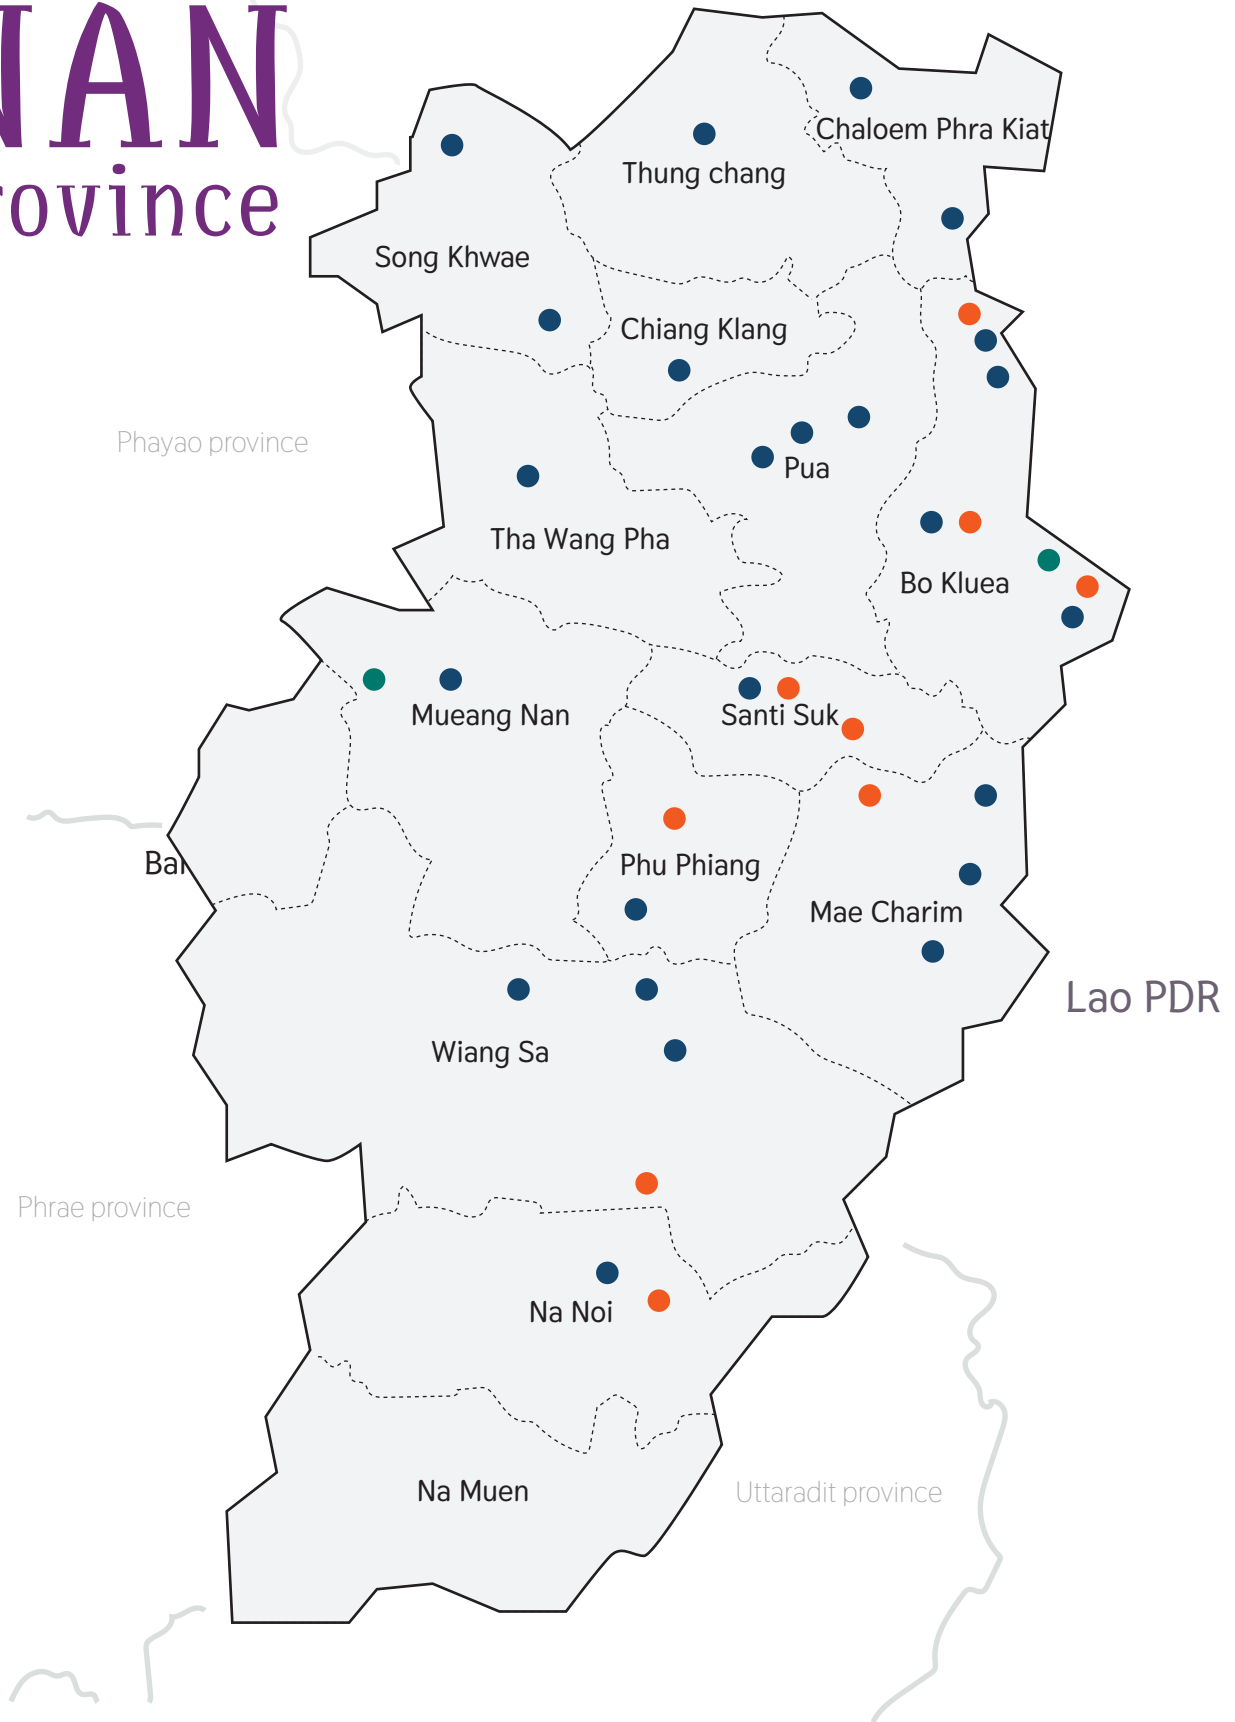 NAN
rovince
Chaloem Phra Kiat
Thung chang
Song Khwae
Chiang Klang
Phayao province
Pua
Tha Wang Pha
Bo Kluea
Mueang Nan
Santi Suk
Ban
Phu Phiang
Mae Charim
Lao PDR
Wiang Sa
Phrae province
Na Noi
Na Muen
Uttaradit province